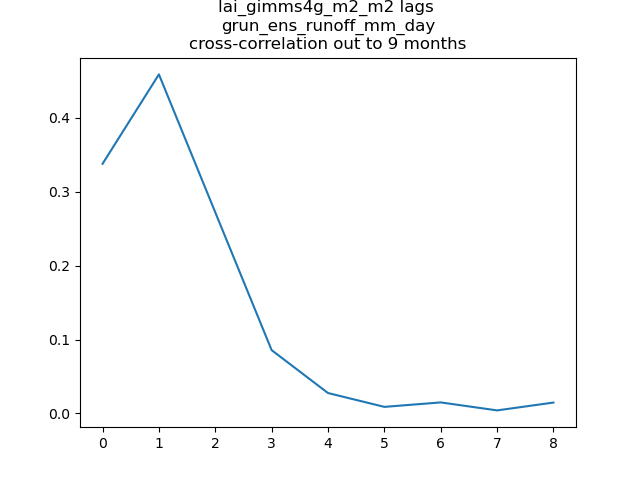 lai_gimms4g_m2_m2 lags
grun_ens_runoff_mm_day
cross-correlation out to 9 months
0.4
0.3
0.2
0.1
0.0
0 1 2 3 4 5 6 7 8